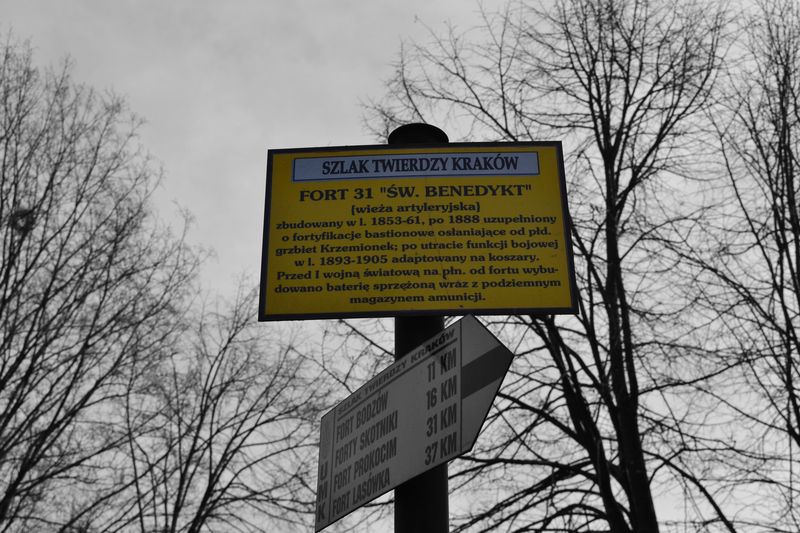 SZLAK TWIERDZY KRAKÓW
FORT 31 "ŚW. BENEDYKT"
(wieża artyleryjska)
zbudowany w l. 1853-61, po 1888 uzupełniony
o fortyfikacje bastionowe osłaniające od płd.
grzbiet Krzemionek; po utracie funkcji bojowej
w l. 1893-1905 adaptowany na koszary.
Przed I wojną światową na płn. od fortu wybu-
dowano baterię sprzężoną wraz z podziemnym
magazynem amunicji.
SZLAK TWIERDZY KRAKÓW
FORT BODZÓW 11 KM
FORTY SKOTNIKI 16 KM
FORT PROKOCIM 31 KM
FORT LASÓWKA 37 KM
U M K